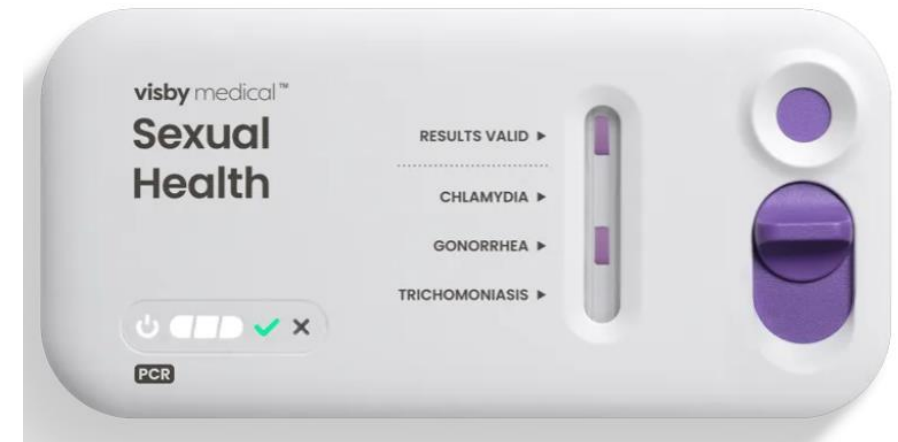 visby medical™
Sexual
Health
RESULTS VALID ▶
CHLAMYDIA ▶
GONORRHEA ▶
TRICHOMONIASIS ▶
PCR